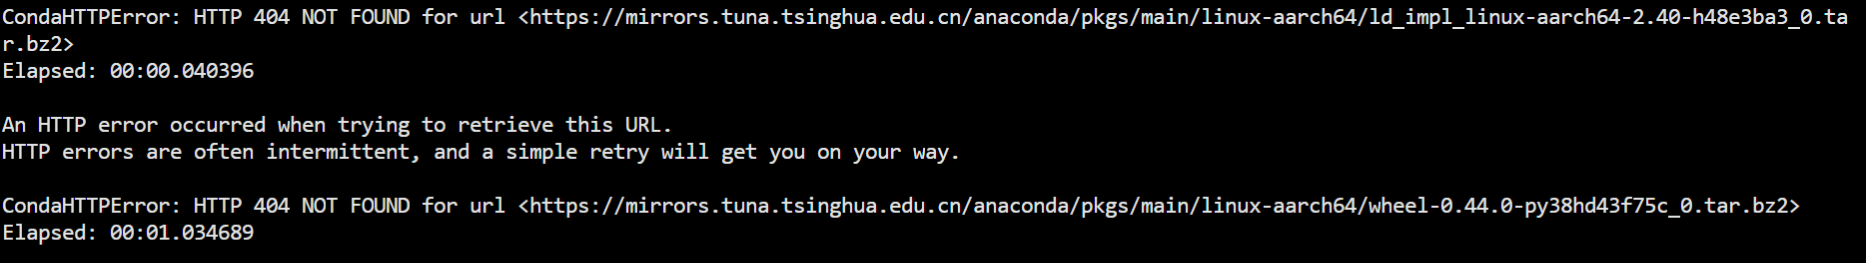 CondaHTTPError: HTTP 404 NOT FOUND for url <https://mirrors.tuna.tsinghua.edu.cn/anaconda/pkgs/main/linux-aarch64/ld_impl_linux-aarch64-2.40-h48e3ba3_0.ta
r.bz2>
Elapsed: 00:00.040396
An HTTP error occurred when trying to retrieve this URL.
HTTP errors are often intermittent, and a simple retry will get you on your way.
CondaHTTPError: HTTP 404 NOT FOUND for url <https://mirrors.tuna.tsinghua.edu.cn/anaconda/pkgs/main/linux-aarch64/wheel-0.44.0-py38hd43f75c_0.tar.bz2>
Elapsed: 00:01.034689